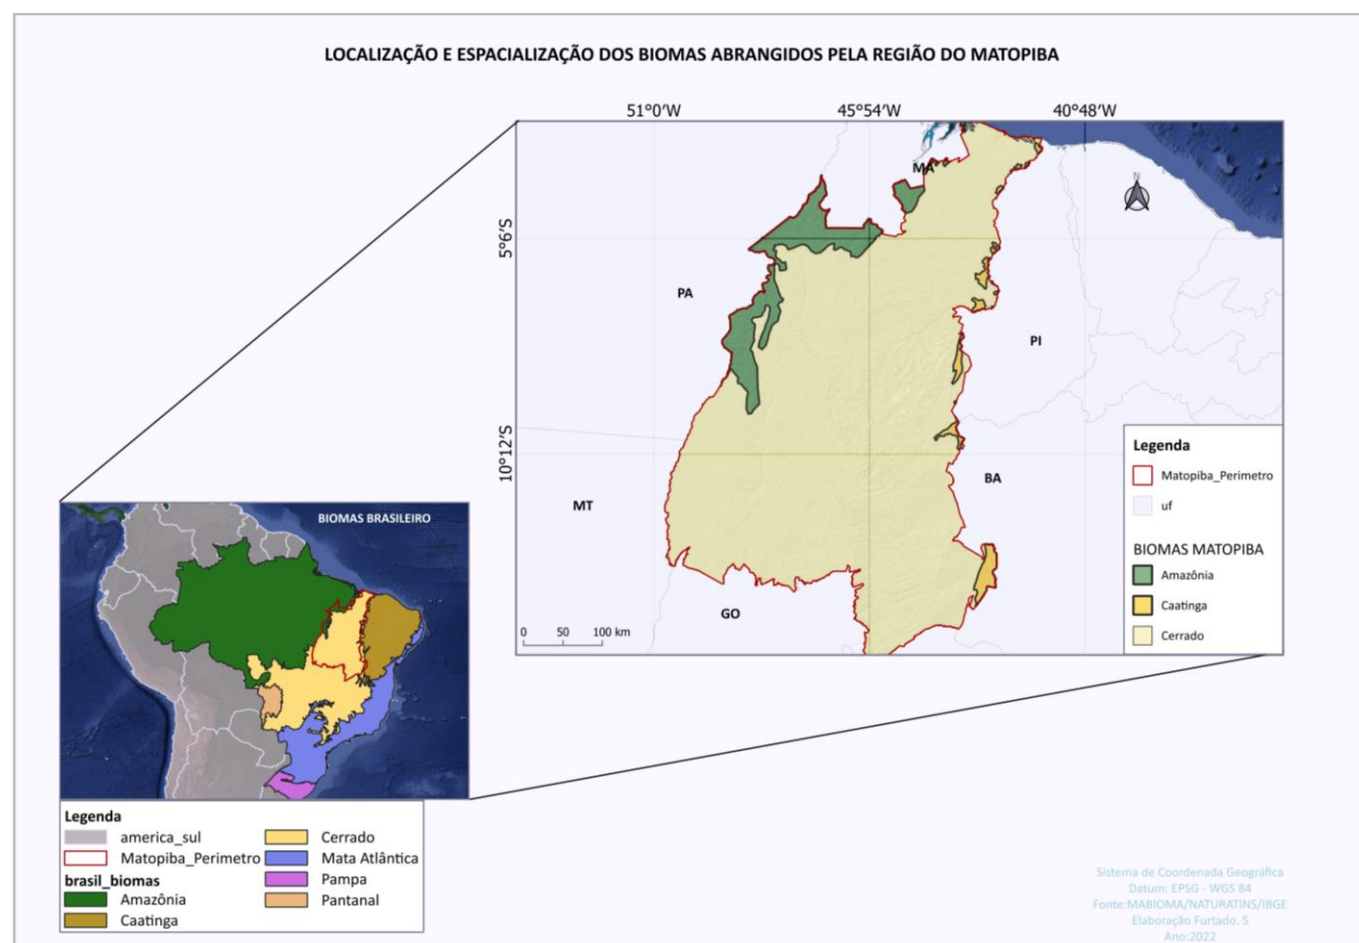 LOCALIZAÇÃO E ESPACIALIZAÇÃO DOS BIOMAS ABRANGIDOS PELA REGIÃO DO MATOPIBA
51°0′W 45°54′W 40°48′W
MA
N
5°6′S
PA
PI
10°12′S
BA
MT
GO
0 50 100 km
Legenda
Matopiba_Perimetro
uf
BIOMAS MATOPIBA
Amazônia
Caatinga
Cerrado
BIOMAS BRASILEIRO
Legenda
america_sul
Matopiba_Perimetro
brasil_biomas
Amazônia
Caatinga
Cerrado
Mata Atlântica
Pampa
Pantanal
Sistema de Coordenada Geográfica
Datum: EPSG - WGS 84
Fonte:MABIOMA/NATURATINS/IBGE
Elaboração Furtado. S
Ano:2022